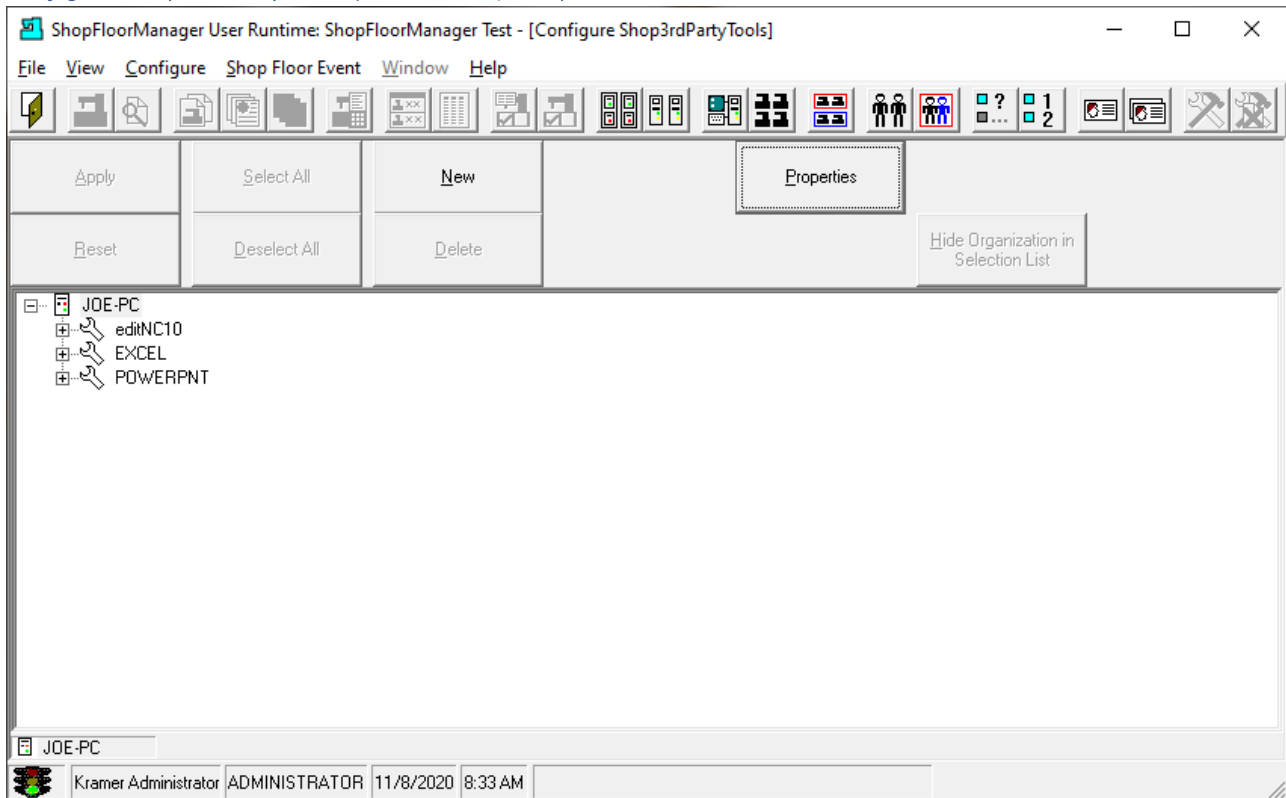 ShopFloorManager User Runtime: ShopFloorManager Test - [Configure Shop3rdPartyTools]
File View Configure Shop Floor Event Window Help
Apply Select All New Properties
Reset Deselect All Delete Hide Organization in
Selection List
JOE-PC
editNC10
EXCEL
POWERPNT
JOE-PC
Kramer Administrator ADMINISTRATOR 11/8/2020 8:33 AM